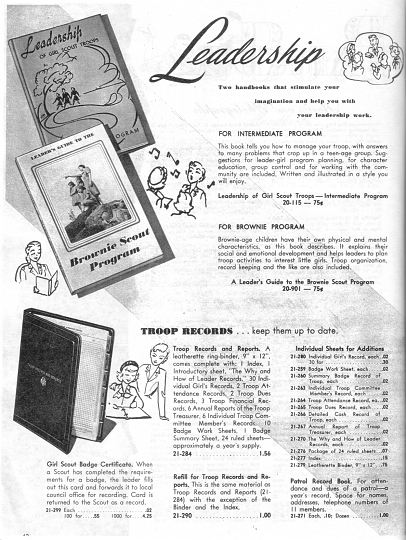 Leadership
OF GIRL SCOUT TROOPS
PROGRAM
LEADER'S GUIDE TO THE
Brownie Scout
Program
Leadership
Two handbooks that stimulate your
imagination and help you with
your leadership work.
FOR INTERMEDIATE PROGRAM
This book tells you how to manage your troop, with answers
to many problems that crop up in a teen-age group. Sug-
gestions for leader-girl program planning, for character
education, group control and for working with the com-
munity are included. Written and illustrated in a style you
will enjoy.
Leadership of Girl Scout Troops—Intermediate Program
20-115 — 75¢
FOR BROWNIE PROGRAM
Brownie-age children have their own physical and mental
characteristics, as this book describes. It explains their
social and emotional development and helps leaders to plan
troop activities to interest little girls. Troop organization,
record keeping and the like are also included.
A Leader's Guide to the Brownie Scout Program
20-901 — 75¢
TROOP RECORDS . . . keep them up to date.
Girl Scout Badge Certificate. When
a Scout has completed the require-
ments for a badge, the leader fills
out this card and forwards it to local
council office for recording. Card is
returned to the Scout as a record.
21-299 Each .02
100 for .55 1000 for 4.25
Troop Records and Reports. A
leatherette ring-binder, 9" x 12",
comes complete with: 1 Index, 1
Introductory sheet, "The Why and
How of Leader Records," 30 Indi-
vidual Girl's Records, 2 Troop At-
tendance Records, 2 Troop Dues
Records, 3 Troop Financial Rec-
ords, 6 Annual Reports of the Troop
Treasurer, 6 Individual Troop Com-
mittee Member's Records, 10
Badge Work Sheets, 1 Badge
Summary Sheet, 24 ruled sheets—
approximately a year's supply.
21-284 1.56
Refill for Troop Records and Re-
ports. This is the same material as
Troop Records and Reports (21-
284) with the exception of the
Binder and the Index.
21-290 1.00
Individual Sheets for Additions
21-280 Individual Girl's Record, each .02
30 for .30
21-259 Badge Work Sheet, each .02
21-260 Summary Badge Record of
Troop, each .02
21-263 Individual Troop Committee
Member's Record, each .02
21-264 Troop Attendance Record, ea. .02
21-265 Troop Dues Record, each .02
21-266 Detailed Cash Record of
Troop, each .02
21-267 Annual Report of Troop
Treasurer, each .02
21-270 The Why and How of Leader
Records, each .02
21-276 Package of 24 ruled sheets .07
21-277 Index .18
21-279 Leatherette Binder, 9" x 12" .78
Patrol Record Book. For atten-
dance and dues of a patrol—a
year's record. Space for names,
addresses, telephone numbers of
11 members.
21-271 Each, .10; Dozen 1.00